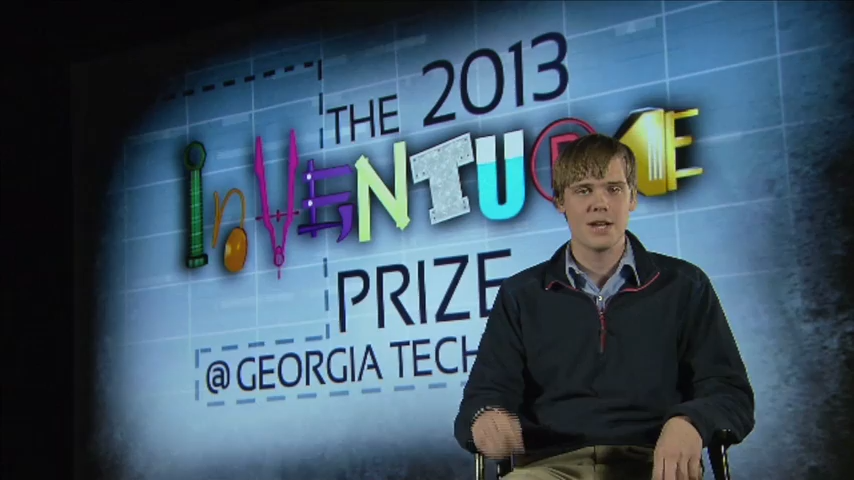 THE 2013
InVENTURE
PRIZE
@ GEORGIA TECH